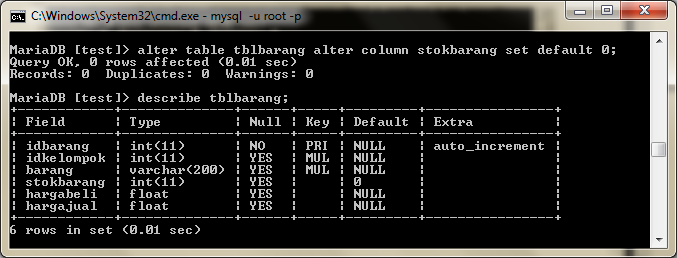 C:\Windows\System32\cmd.exe - mysql  -u root -p
MariaDB [test]> alter table tblbarang alter column stokbarang set default 0;
Query OK, 0 rows affected (0.01 sec)
Records: 0  Duplicates: 0  Warnings: 0
MariaDB [test]> describe tblbarang;
+------------+--------------+------+-----+---------+----------------+
| Field      | Type         | Null | Key | Default | Extra          |
+------------+--------------+------+-----+---------+----------------+
| idbarang   | int(11)      | NO   | PRI | NULL    | auto_increment |
| idkelompok | int(11)      | YES  | MUL | NULL    |                |
| barang     | varchar(200) | YES  | MUL | NULL    |                |
| stokbarang | int(11)      | YES  |     | 0       |                |
| hargabeli  | float        | YES  |     | NULL    |                |
| hargajual  | float        | YES  |     | NULL    |                |
+------------+--------------+------+-----+---------+----------------+
6 rows in set (0.01 sec)